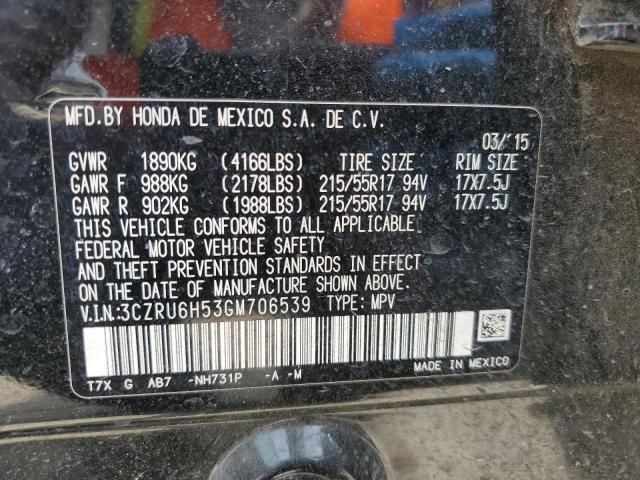 MFD.BY HONDA DE MEXICO S.A. DE C.V.
03/'15
GVWR 1890KG (4166LBS) TIRE SIZE RIM SIZE
GAWR F 988KG (2178LBS) 215/55R17 94V 17X7.5J
GAWR R 902KG (1988LBS) 215/55R17 94V 17X7.5J
THIS VEHICLE CONFORMS TO ALL APPLICABLE
FEDERAL MOTOR VEHICLE SAFETY
AND THEFT PREVENTION STANDARDS IN EFFECT
ON THE DATE OF MANUFACTURE SHOWN ABOVE.
V.I.N:3CZRU6H53GM706539 TYPE: MPV
MADE IN MEXICO
T7X G AB7 -NH731P -A -M